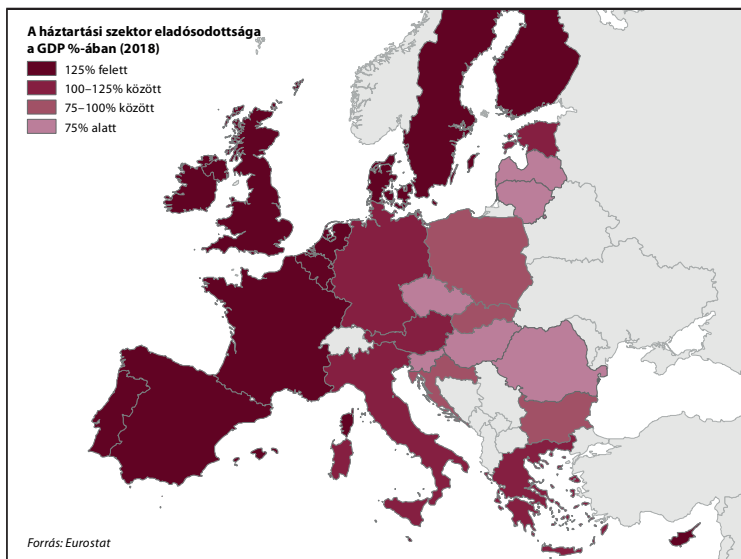 A háztartási szektor eladósodottsága
a GDP %-ában (2018)
125% felett
100–125% között
75–100% között
75% alatt
Forrás: Eurostat